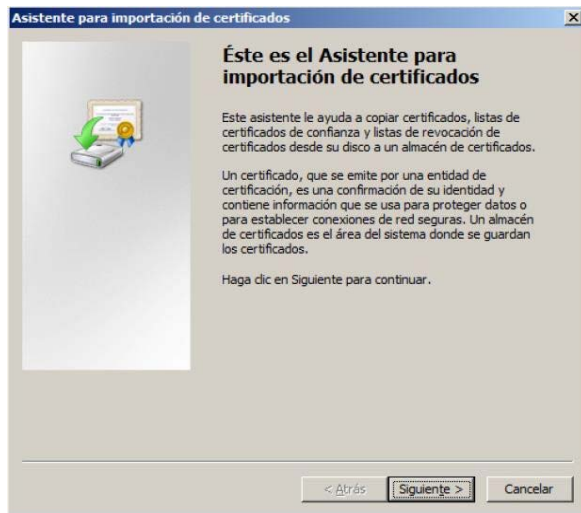 Asistente para importación de certificados
Éste es el Asistente para
importación de certificados
Este asistente le ayuda a copiar certificados, listas de
certificados de confianza y listas de revocación de
certificados desde su disco a un almacén de certificados.
Un certificado, que se emite por una entidad de
certificación, es una confirmación de su identidad y
contiene información que se usa para proteger datos o
para establecer conexiones de red seguras. Un almacén
de certificados es el área del sistema donde se guardan
los certificados.
Haga clic en Siguiente para continuar.
< Atrás Siguiente > Cancelar